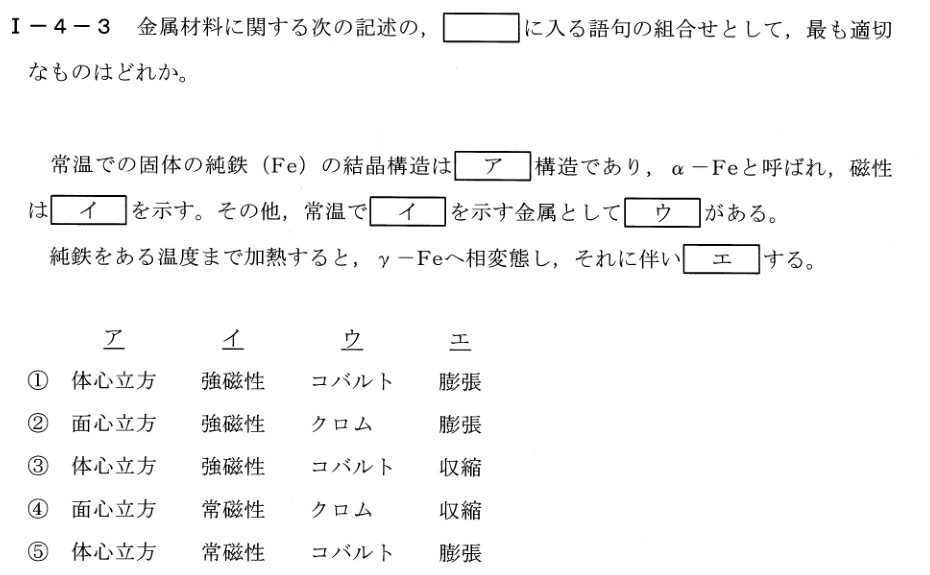 Ⅰ－４－３　金属材料に関する次の記述の，　　　に入る語句の組合せとして，最も適切
なものはどれか。
常温での固体の純鉄（Fe）の結晶構造は ア 構造であり，α－Feと呼ばれ，磁性
は イ を示す。その他，常温で イ を示す金属として ウ がある。
純鉄をある温度まで加熱すると，γ－Feへ相変態し，それに伴い エ する。
ア　イ　ウ　エ
①　体心立方　強磁性　コバルト　膨張
②　面心立方　強磁性　クロム　膨張
③　体心立方　強磁性　コバルト　収縮
④　面心立方　常磁性　クロム　収縮
⑤　体心立方　常磁性　コバルト　膨張